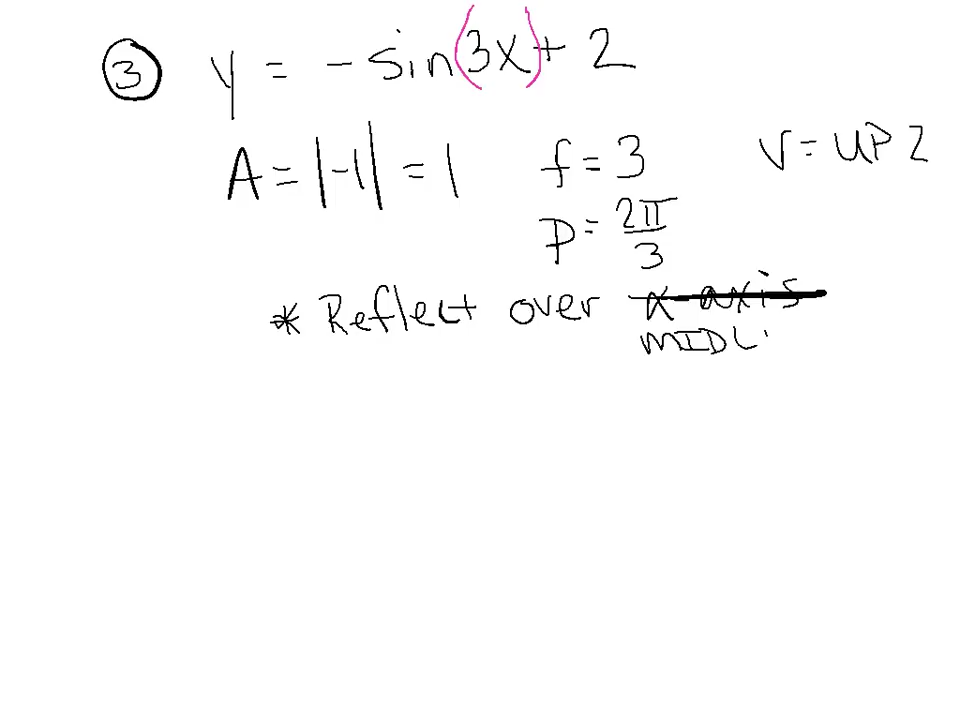 ③ y = - sin(3x) + 2
A = |-1| = 1 f = 3 V = UP 2
P = 2π/3
* Reflect over x-axis
MIDL